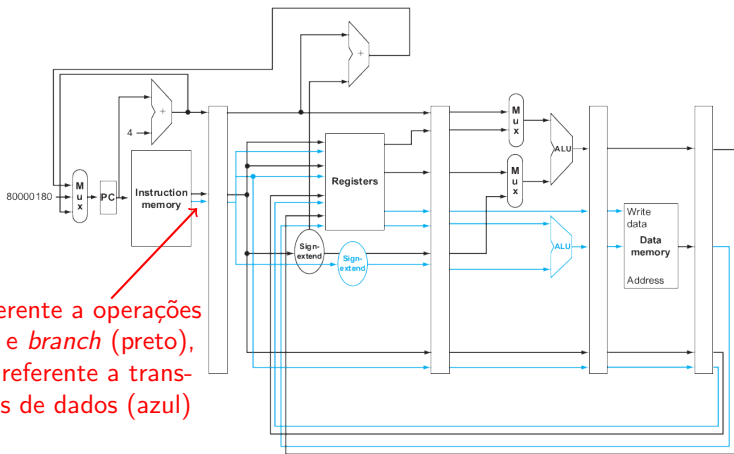 M
u
x
+
+
4
M
u
x
M
u
x
ALU
80000180
PC
Instruction
memory
Registers
Write
data
Data
memory
Address
Sign-
extend
Sign-
extend
ALU
erente a operações
e branch (preto),
referente a trans-
s de dados (azul)